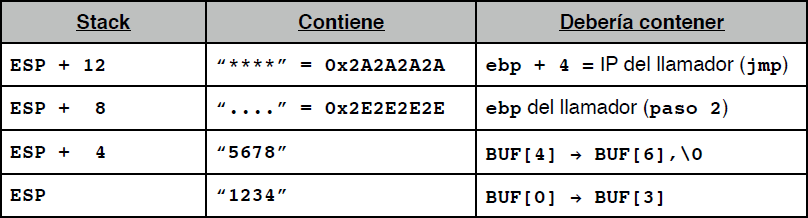 Stack Contiene Debería contener
ESP + 12 “****” = 0x2A2A2A2A ebp + 4 = IP del llamador (jmp)
ESP + 8 “....” = 0x2E2E2E2E ebp del llamador (paso 2)
ESP + 4 “5678” BUF[4] → BUF[6],\0
ESP “1234” BUF[0] → BUF[3]